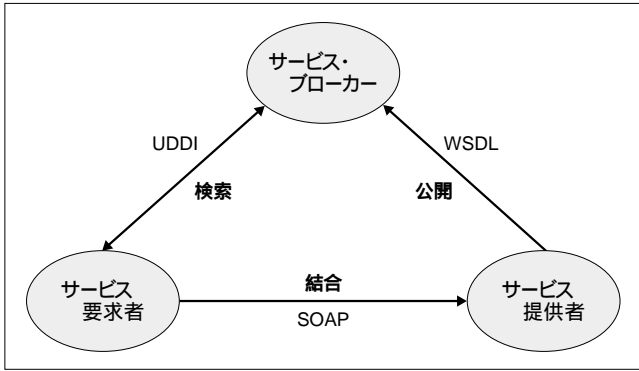 サービス・
ブローカー
UDDI
WSDL
検索
公開
サービス
要求者
結合
SOAP
サービス
提供者